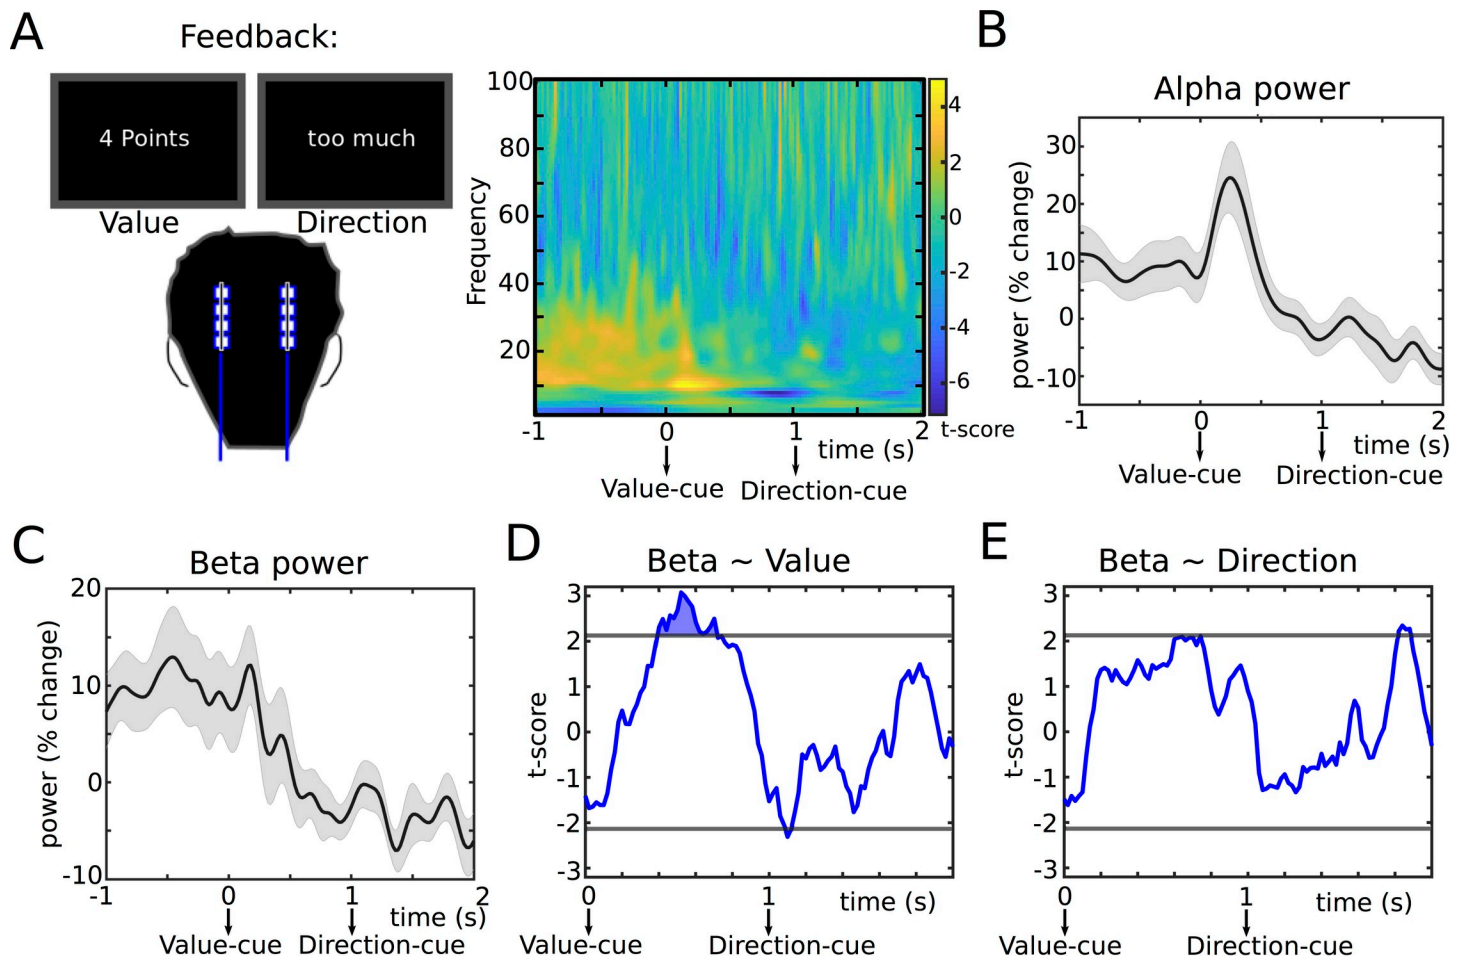 A
Feedback:
4 Points
too much
Value
Direction
Frequency
100
80
60
40
20
-1
0
1
2
time (s)
Value-cue
Direction-cue
4
2
0
-2
-4
-6
t-score
B
Alpha power
power (% change)
30
20
10
0
-10
-1
0
1
2
time (s)
Value-cue
Direction-cue
C
Beta power
power (% change)
20
10
0
-10
-1
0
1
2
time (s)
Value-cue
Direction-cue
D
Beta ~ Value
t-score
3
2
1
0
-1
-2
-3
0
1
time (s)
Value-cue
Direction-cue
E
Beta ~ Direction
t-score
3
2
1
0
-1
-2
-3
0
1
time (s)
Value-cue
Direction-cue